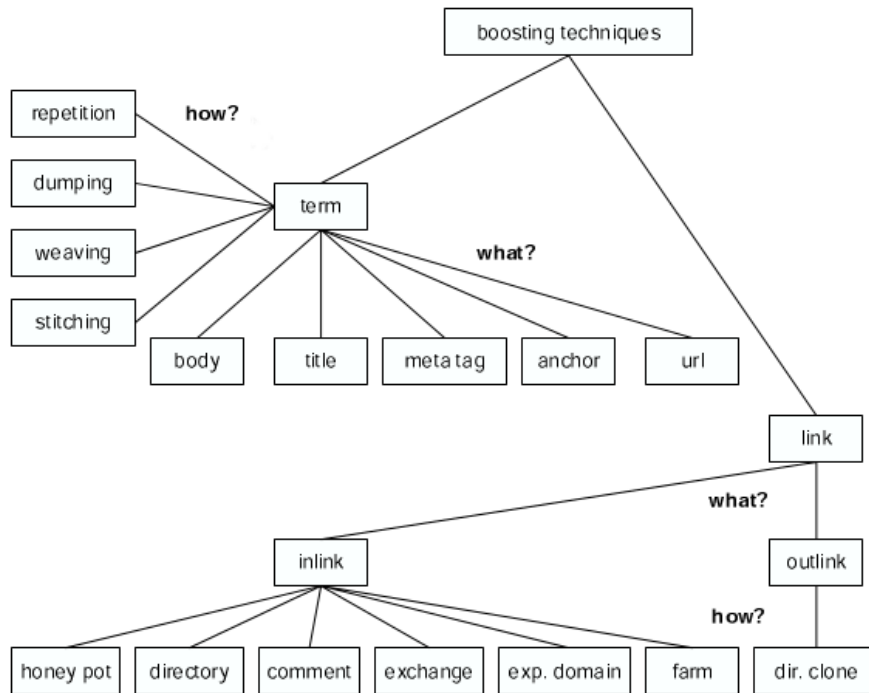 boosting techniques
repetition
how?
dumping
term
weaving
what?
stitching
body
title
meta tag
anchor
url
link
what?
inlink
outlink
how?
honey pot
directory
comment
exchange
exp. domain
farm
dir. clone